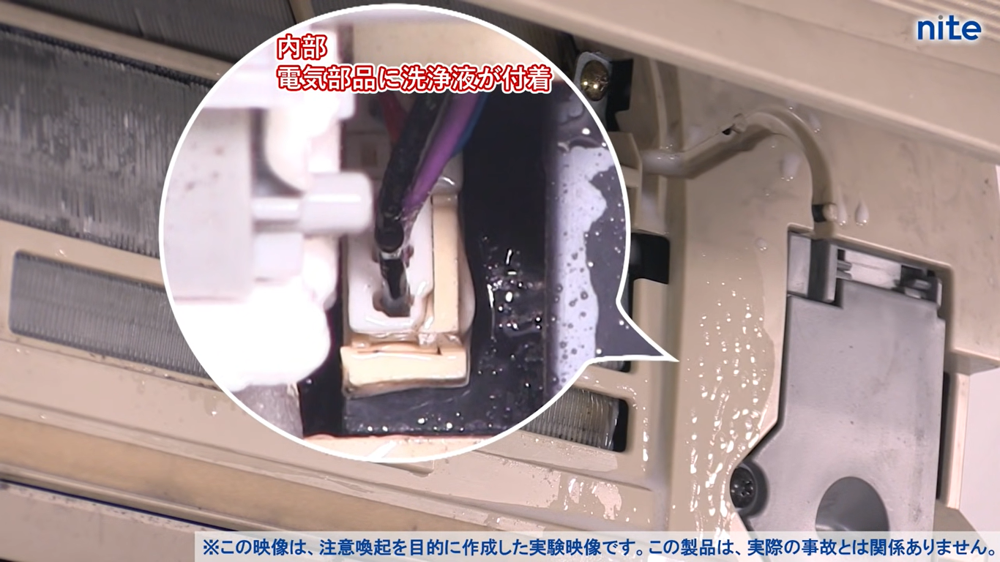 nite
内部
電気部品に洗浄液が付着
※この映像は、注意喚起を目的に作成した実験映像です。この製品は、実際の事故とは関係ありません。